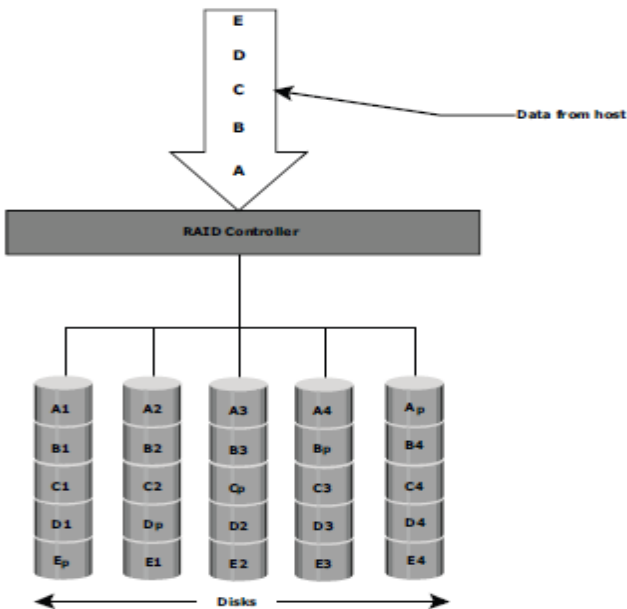 E
D
C
B
A
Data from host
RAID Controller
A1 A2 A3 A4 Ap
B1 B2 B3 Bp B4
C1 C2 Cp C3 C4
D1 Dp D2 D3 D4
Ep E1 E2 E3 E4
Disks